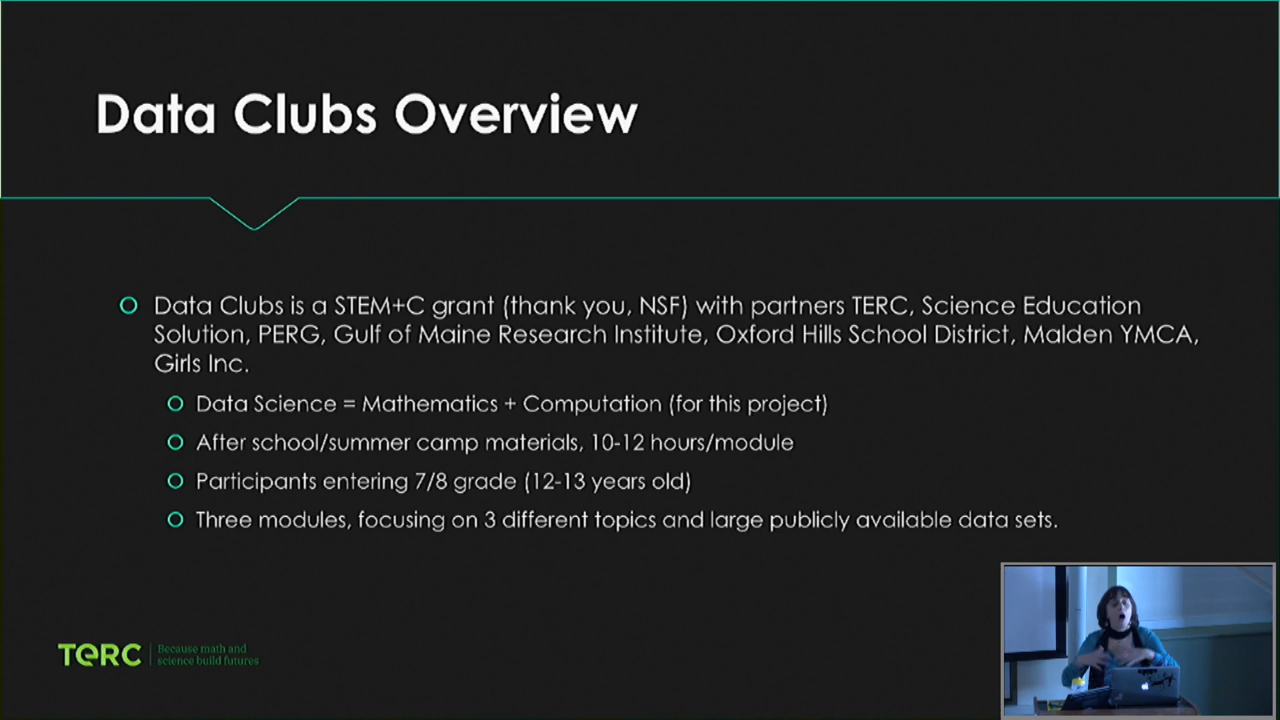 Data Clubs Overview
Data Clubs is a STEM+C grant (thank you, NSF) with partners TERC, Science Education
Solution, PERG, Gulf of Maine Research Institute, Oxford Hills School District, Malden YMCA,
Girls Inc.
Data Science = Mathematics + Computation (for this project)
After school/summer camp materials, 10-12 hours/module
Participants entering 7/8 grade (12-13 years old)
Three modules, focusing on 3 different topics and large publicly available data sets.
TERC
Because math and
science build futures